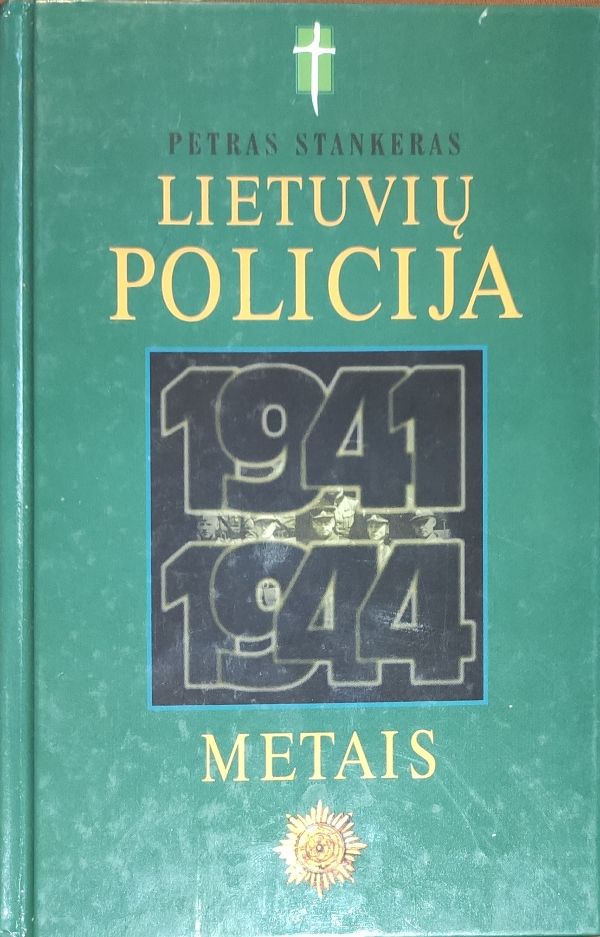 PETRAS STANKERAS
LIETUVIŲ
POLICIJA
1941
1944
METAIS